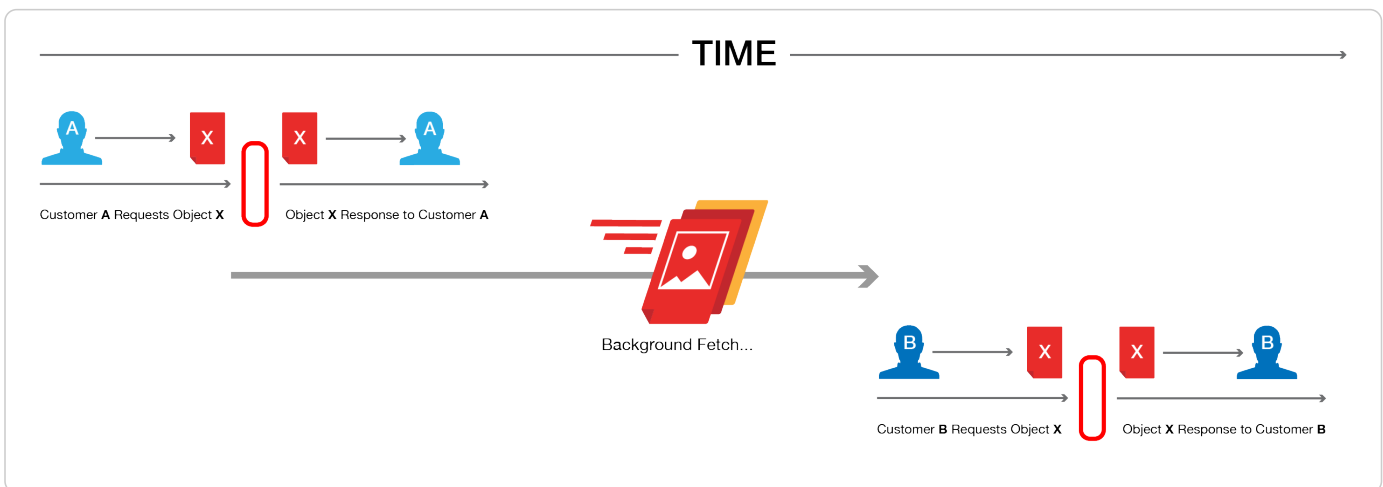 TIME
A X X A
Customer A Requests Object X
Object X Response to Customer A
Background Fetch...
B X X B
Customer B Requests Object X
Object X Response to Customer B